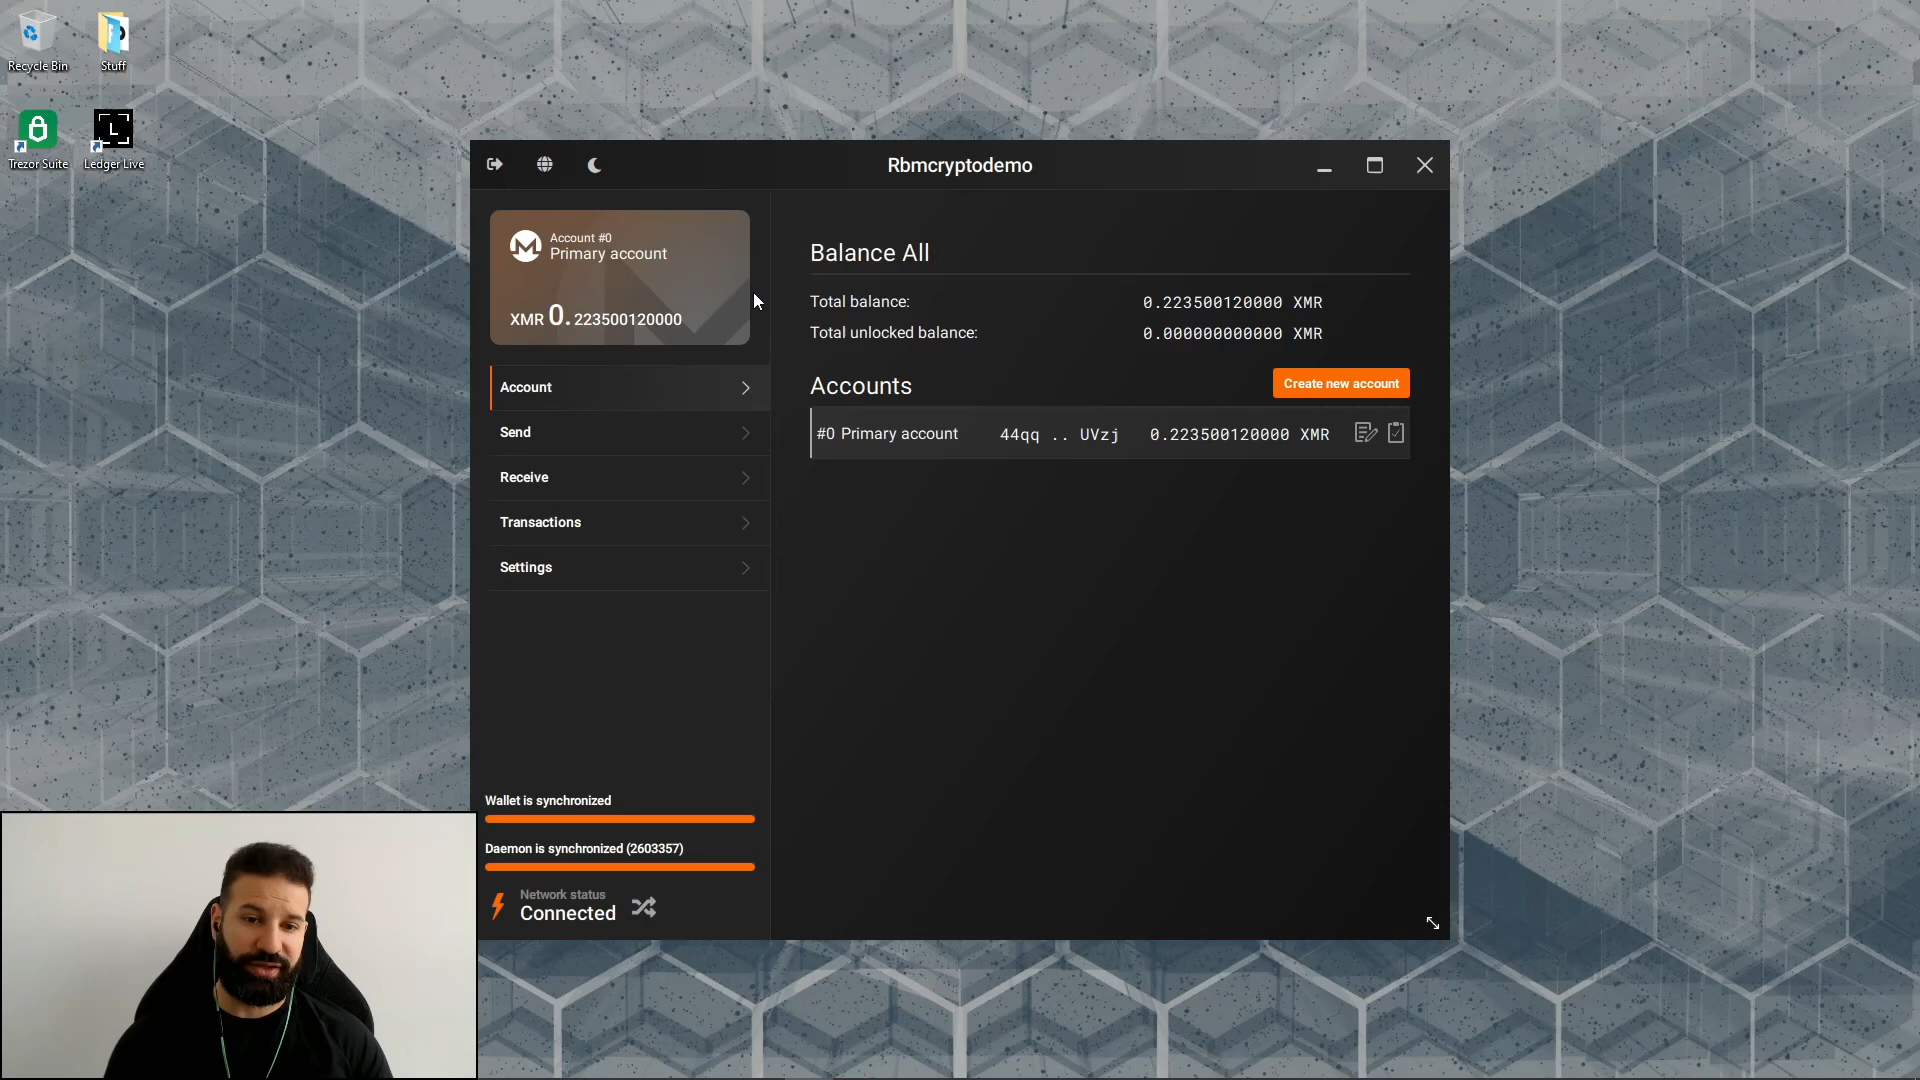 Recycle Bin
Stuff
Trezor Suite
L
Ledger Live
Rbmcryptodemo
Account #0
Primary account
XMR 0.223500120000
Account
Send
Receive
Transactions
Settings
Wallet is synchronized
Daemon is synchronized (2603357)
Network status
Connected
Balance All
Total balance: 0.223500120000 XMR
Total unlocked balance: 0.000000000000 XMR
Accounts
Create new account
#0 Primary account 44qq .. UVzj 0.223500120000 XMR